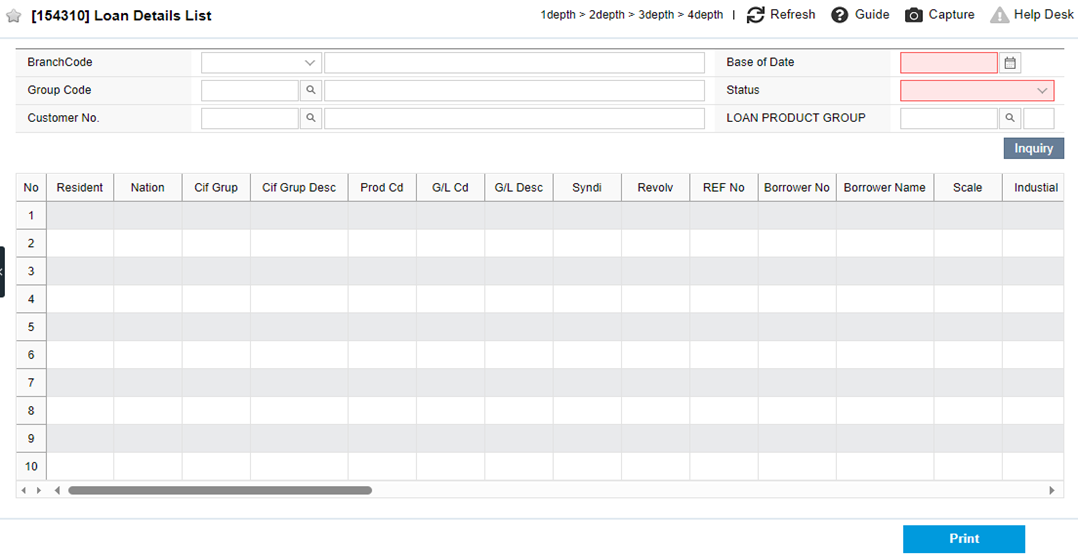 [154310] Loan Details List 1depth > 2depth > 3depth > 4depth | Refresh Guide Capture Help Desk
BranchCode Base of Date
Group Code Status
Customer No. LOAN PRODUCT GROUP
Inquiry
No Resident Nation Cif Grup Cif Grup Desc Prod Cd G/L Cd G/L Desc Syndi Revolv REF No Borrower No Borrower Name Scale Industial
1
2
3
4
5
6
7
8
9
10
Print